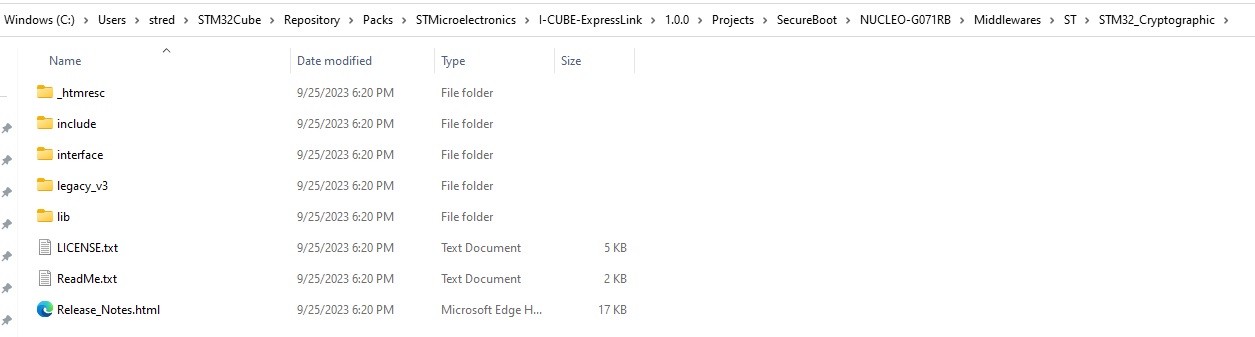 Windows (C:) > Users > stred > STM32Cube > Repository > Packs > STMicroelectronics > I-CUBE-ExpressLink > 1.0.0 > Projects > SecureBoot > NUCLEO-G071RB > Middlewares > ST > STM32_Cryptographic >
Name Date modified Type Size
_htmresc 9/25/2023 6:20 PM File folder
include 9/25/2023 6:20 PM File folder
interface 9/25/2023 6:20 PM File folder
legacy_v3 9/25/2023 6:20 PM File folder
lib 9/25/2023 6:20 PM File folder
LICENSE.txt 9/25/2023 6:20 PM Text Document 5 KB
ReadMe.txt 9/25/2023 6:20 PM Text Document 2 KB
Release_Notes.html 9/25/2023 6:20 PM Microsoft Edge H... 17 KB